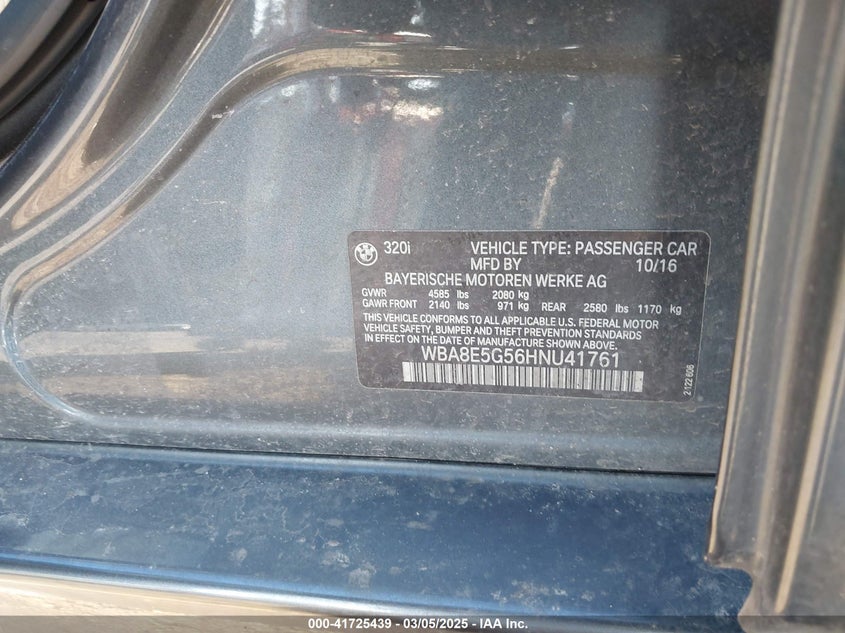 320i VEHICLE TYPE: PASSENGER CAR
MFD BY 10/16
BAYERISCHE MOTOREN WERKE AG
GVWR 4585 lbs 2080 kg
GAWR FRONT 2140 lbs 971 kg REAR 2580 lbs 1170 kg
THIS VEHICLE CONFORMS TO ALL APPLICABLE U.S. FEDERAL MOTOR
VEHICLE SAFETY, BUMPER AND THEFT PREVENTION STANDARDS
IN EFFECT ON THE DATE OF MANUFACTURE SHOWN ABOVE.
WBA8E5G56HNU41761
2122 606
000-41725439 - 03/05/2025 - IAA Inc.